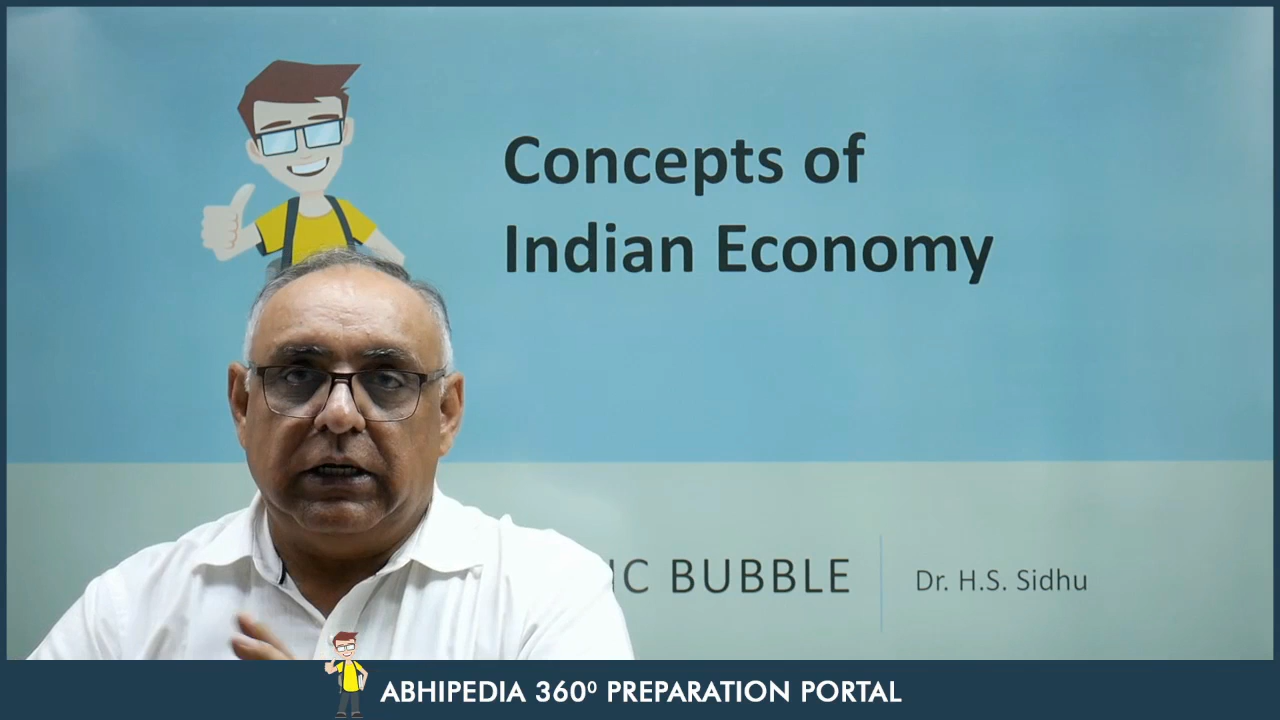 Concepts of
Indian Economy
BUBBLE
Dr. H.S. Sidhu
ABHIPEDIA 360⁰ PREPARATION PORTAL